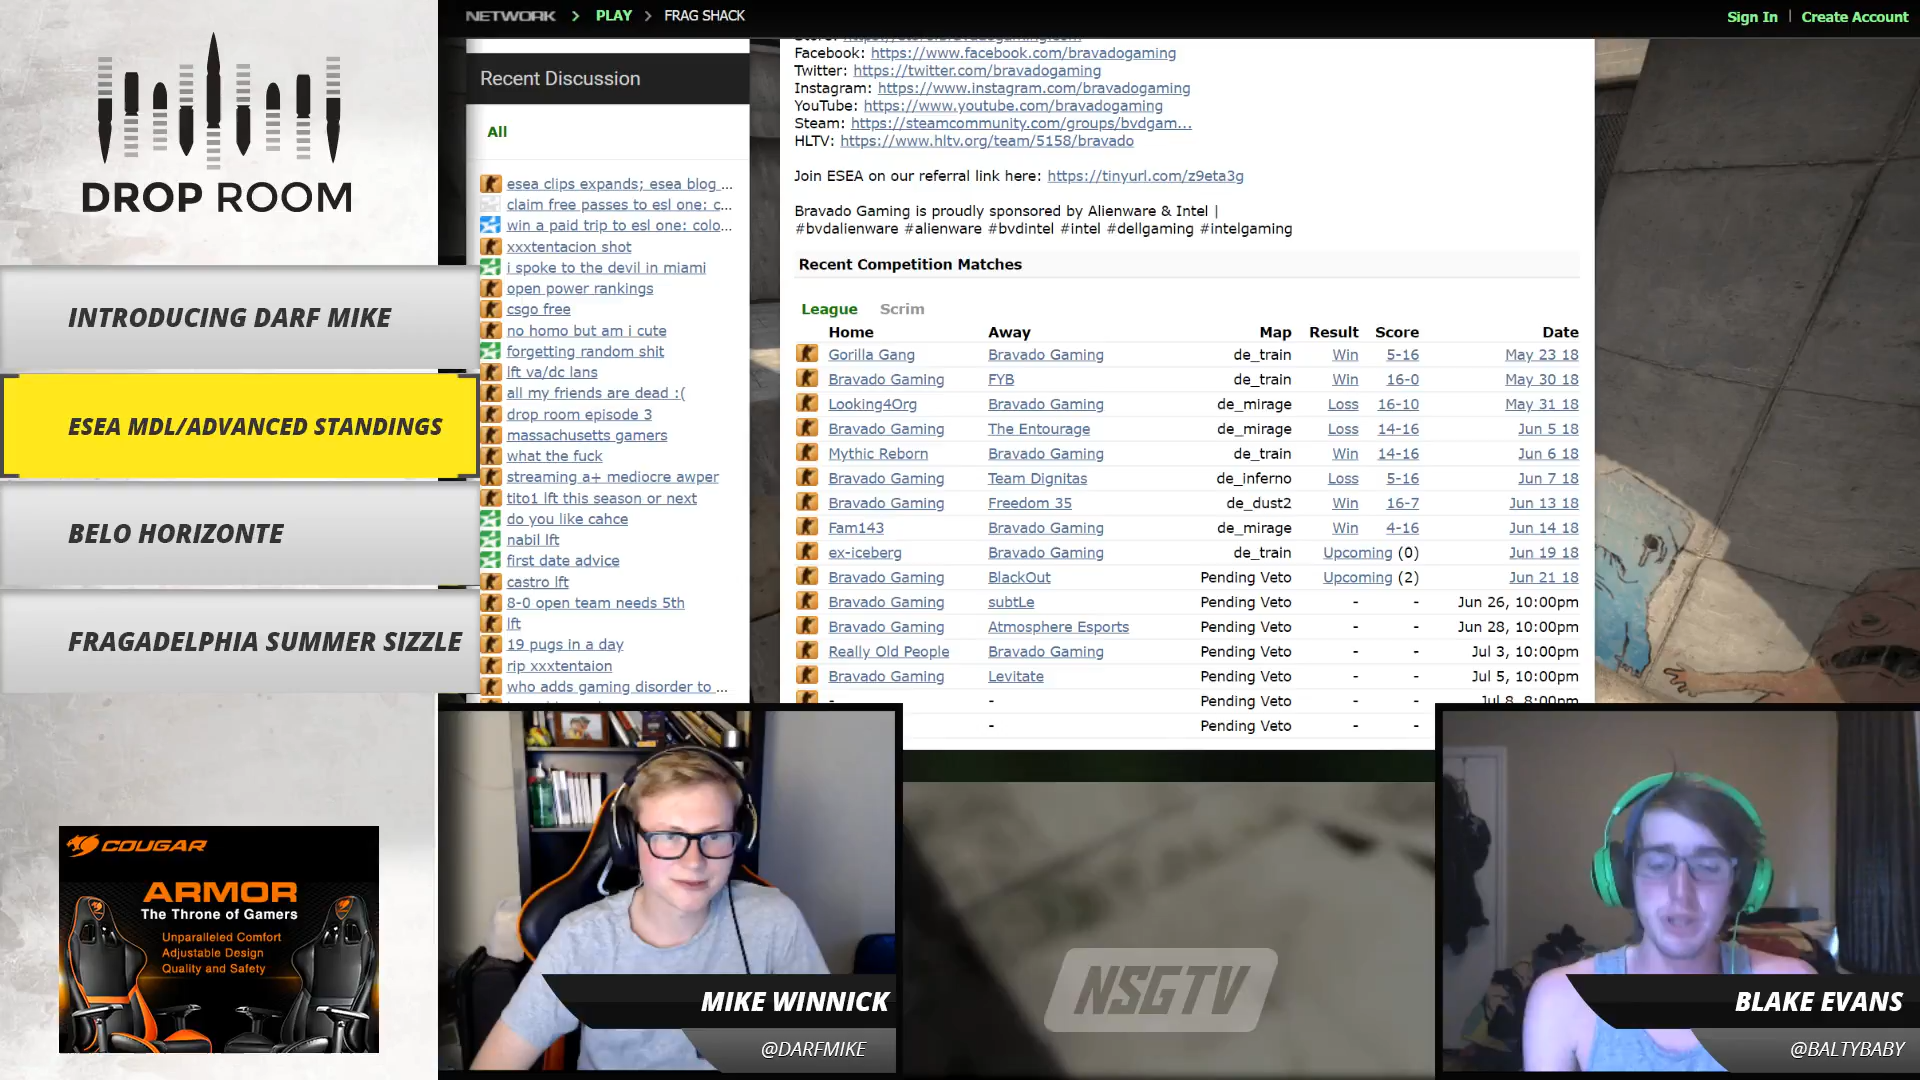 NETWORK > PLAY > FRAG SHACK
Sign In | Create Account
DROP ROOM
INTRODUCING DARF MIKE
ESEA MDL/ADVANCED STANDINGS
BELO HORIZONTE
FRAGADELPHIA SUMMER SIZZLE
COUGAR
ARMOR
The Throne of Gamers
Unparalleled Comfort
Adjustable Design
Quality and Safety
Recent Discussion
All
esea clips expands; esea blog ...
claim free passes to esl one: c...
win a paid trip to esl one: colo...
xxxtentacion shot
i spoke to the devil in miami
open power rankings
csgo free
no homo but am i cute
forgetting random shit
lft va/dc lans
all my friends are dead :(
drop room episode 3
massachusetts gamers
what the fuck
streaming a+ mediocre awper
tito1 lft this season or next
do you like cahce
nabil lft
first date advice
castro lft
8-0 open team needs 5th
lft
19 pugs in a day
rip xxxtentaion
who adds gaming disorder to ...
Facebook: https://www.facebook.com/bravadogaming
Twitter: https://twitter.com/bravadogaming
Instagram: https://www.instagram.com/bravadogaming
YouTube: https://www.youtube.com/bravadogaming
Steam: https://steamcommunity.com/groups/bvdgam...
HLTV: https://www.hltv.org/team/5158/bravado
Join ESEA on our referral link here: https://tinyurl.com/z9eta3g
Bravado Gaming is proudly sponsored by Alienware & Intel |
#bvdalienware #alienware #bvdintel #intel #dellgaming #intelgaming
Recent Competition Matches
League Scrim
Home Away Map Result Score Date
Gorilla Gang Bravado Gaming de_train Win 5-16 May 23 18
Bravado Gaming FYB de_train Win 16-0 May 30 18
Looking4Org Bravado Gaming de_mirage Loss 16-10 May 31 18
Bravado Gaming The Entourage de_mirage Loss 14-16 Jun 5 18
Mythic Reborn Bravado Gaming de_train Win 14-16 Jun 6 18
Bravado Gaming Team Dignitas de_inferno Loss 5-16 Jun 7 18
Bravado Gaming Freedom 35 de_dust2 Win 16-7 Jun 13 18
Fam143 Bravado Gaming de_mirage Win 4-16 Jun 14 18
ex-iceberg Bravado Gaming de_train Upcoming (0) Jun 19 18
Bravado Gaming BlackOut Pending Veto Upcoming (2) Jun 21 18
Bravado Gaming subtLe Pending Veto - - Jun 26, 10:00pm
Bravado Gaming Atmosphere Esports Pending Veto - - Jun 28, 10:00pm
Really Old People Bravado Gaming Pending Veto - - Jul 3, 10:00pm
Bravado Gaming Levitate Pending Veto - - Jul 5, 10:00pm
- - Pending Veto - - Jul 8, 8:00pm
- Pending Veto - -
NSGTV
MIKE WINNICK
@DARFMIKE
BLAKE EVANS
@BALTYBABY